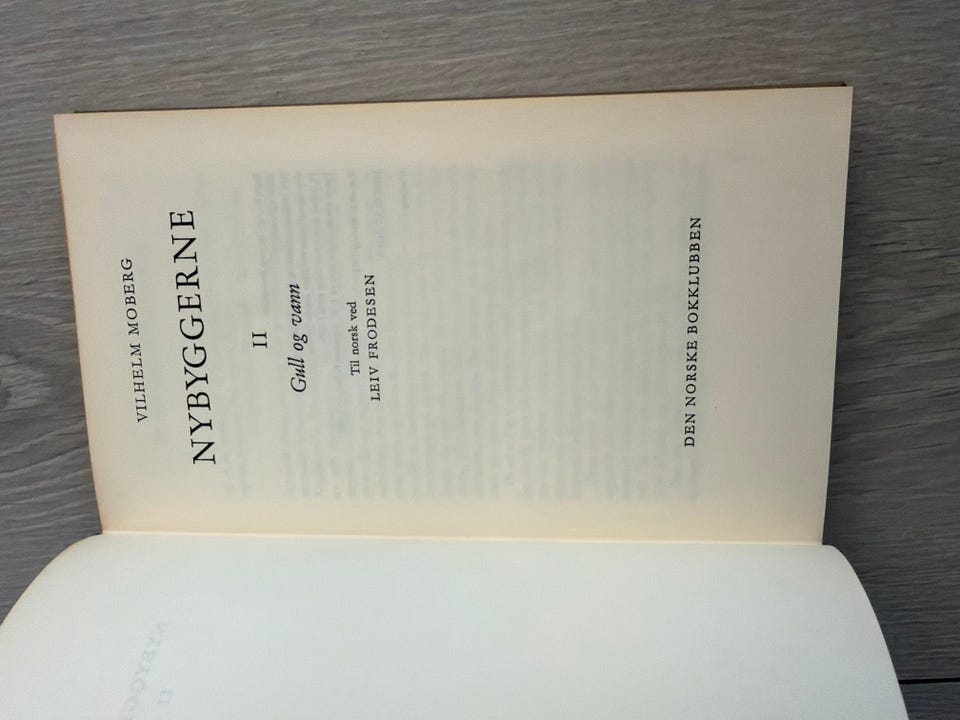 VILHELM MOBERG
NYBYGGERNE
II
Gull og vann
Til norsk ved
LEIV FRODESEN
DEN NORSKE BOKKLUBBEN